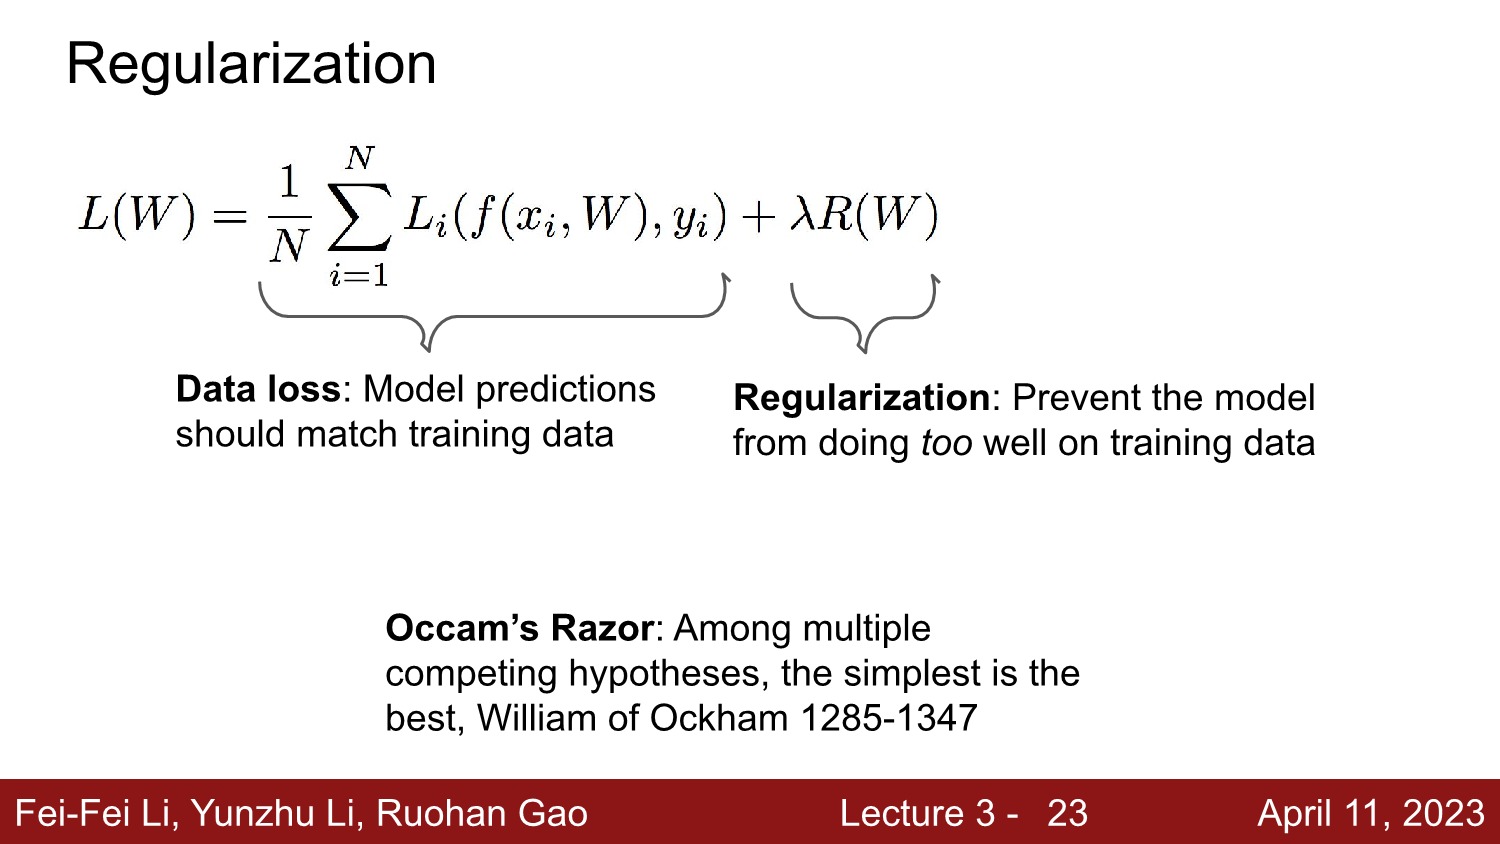 Regularization
L(W) = \frac{1}{N} \sum_{i=1}^{N} L_i(f(x_i, W), y_i) + λR(W)
Data loss: Model predictions
should match training data
Regularization: Prevent the model
from doing too well on training data
Occam’s Razor: Among multiple
competing hypotheses, the simplest is the
best, William of Ockham 1285-1347
Fei-Fei Li, Yunzhu Li, Ruohan Gao Lecture 3 - 23 April 11, 2023